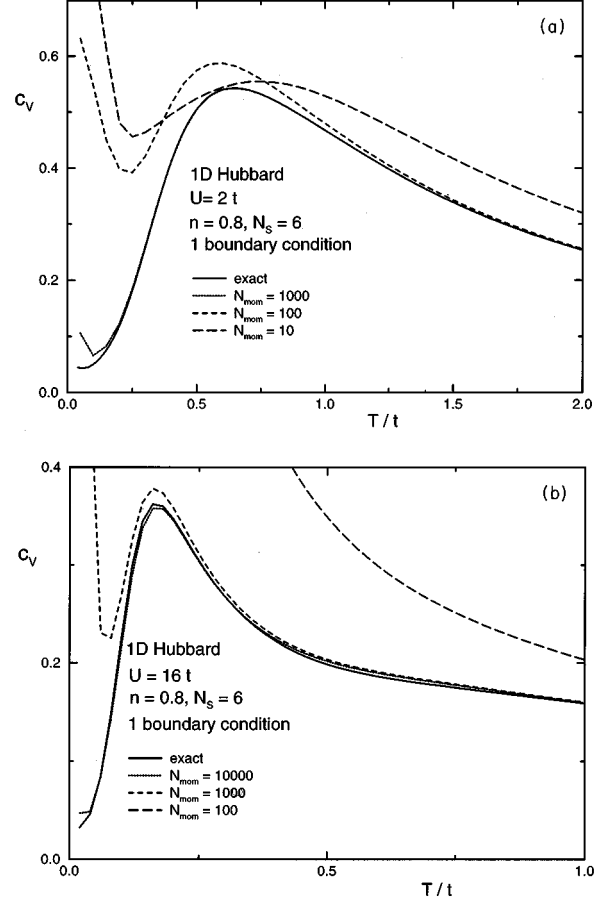 (a)
0.6
C_V
0.4
1D Hubbard
U= 2 t
n = 0.8, N_S = 6
1 boundary condition
exact
0.2
N_mom = 1000
N_mom = 100
N_mom = 10
0.0
0.0 0.5 1.0 1.5 2.0
T / t
0.4
(b)
C_V
0.2
1D Hubbard
U = 16 t
n = 0.8, N_S = 6
1 boundary condition
exact
N_mom = 10000
N_mom = 1000
N_mom = 100
0.0
0.0 0.5 1.0
T / t